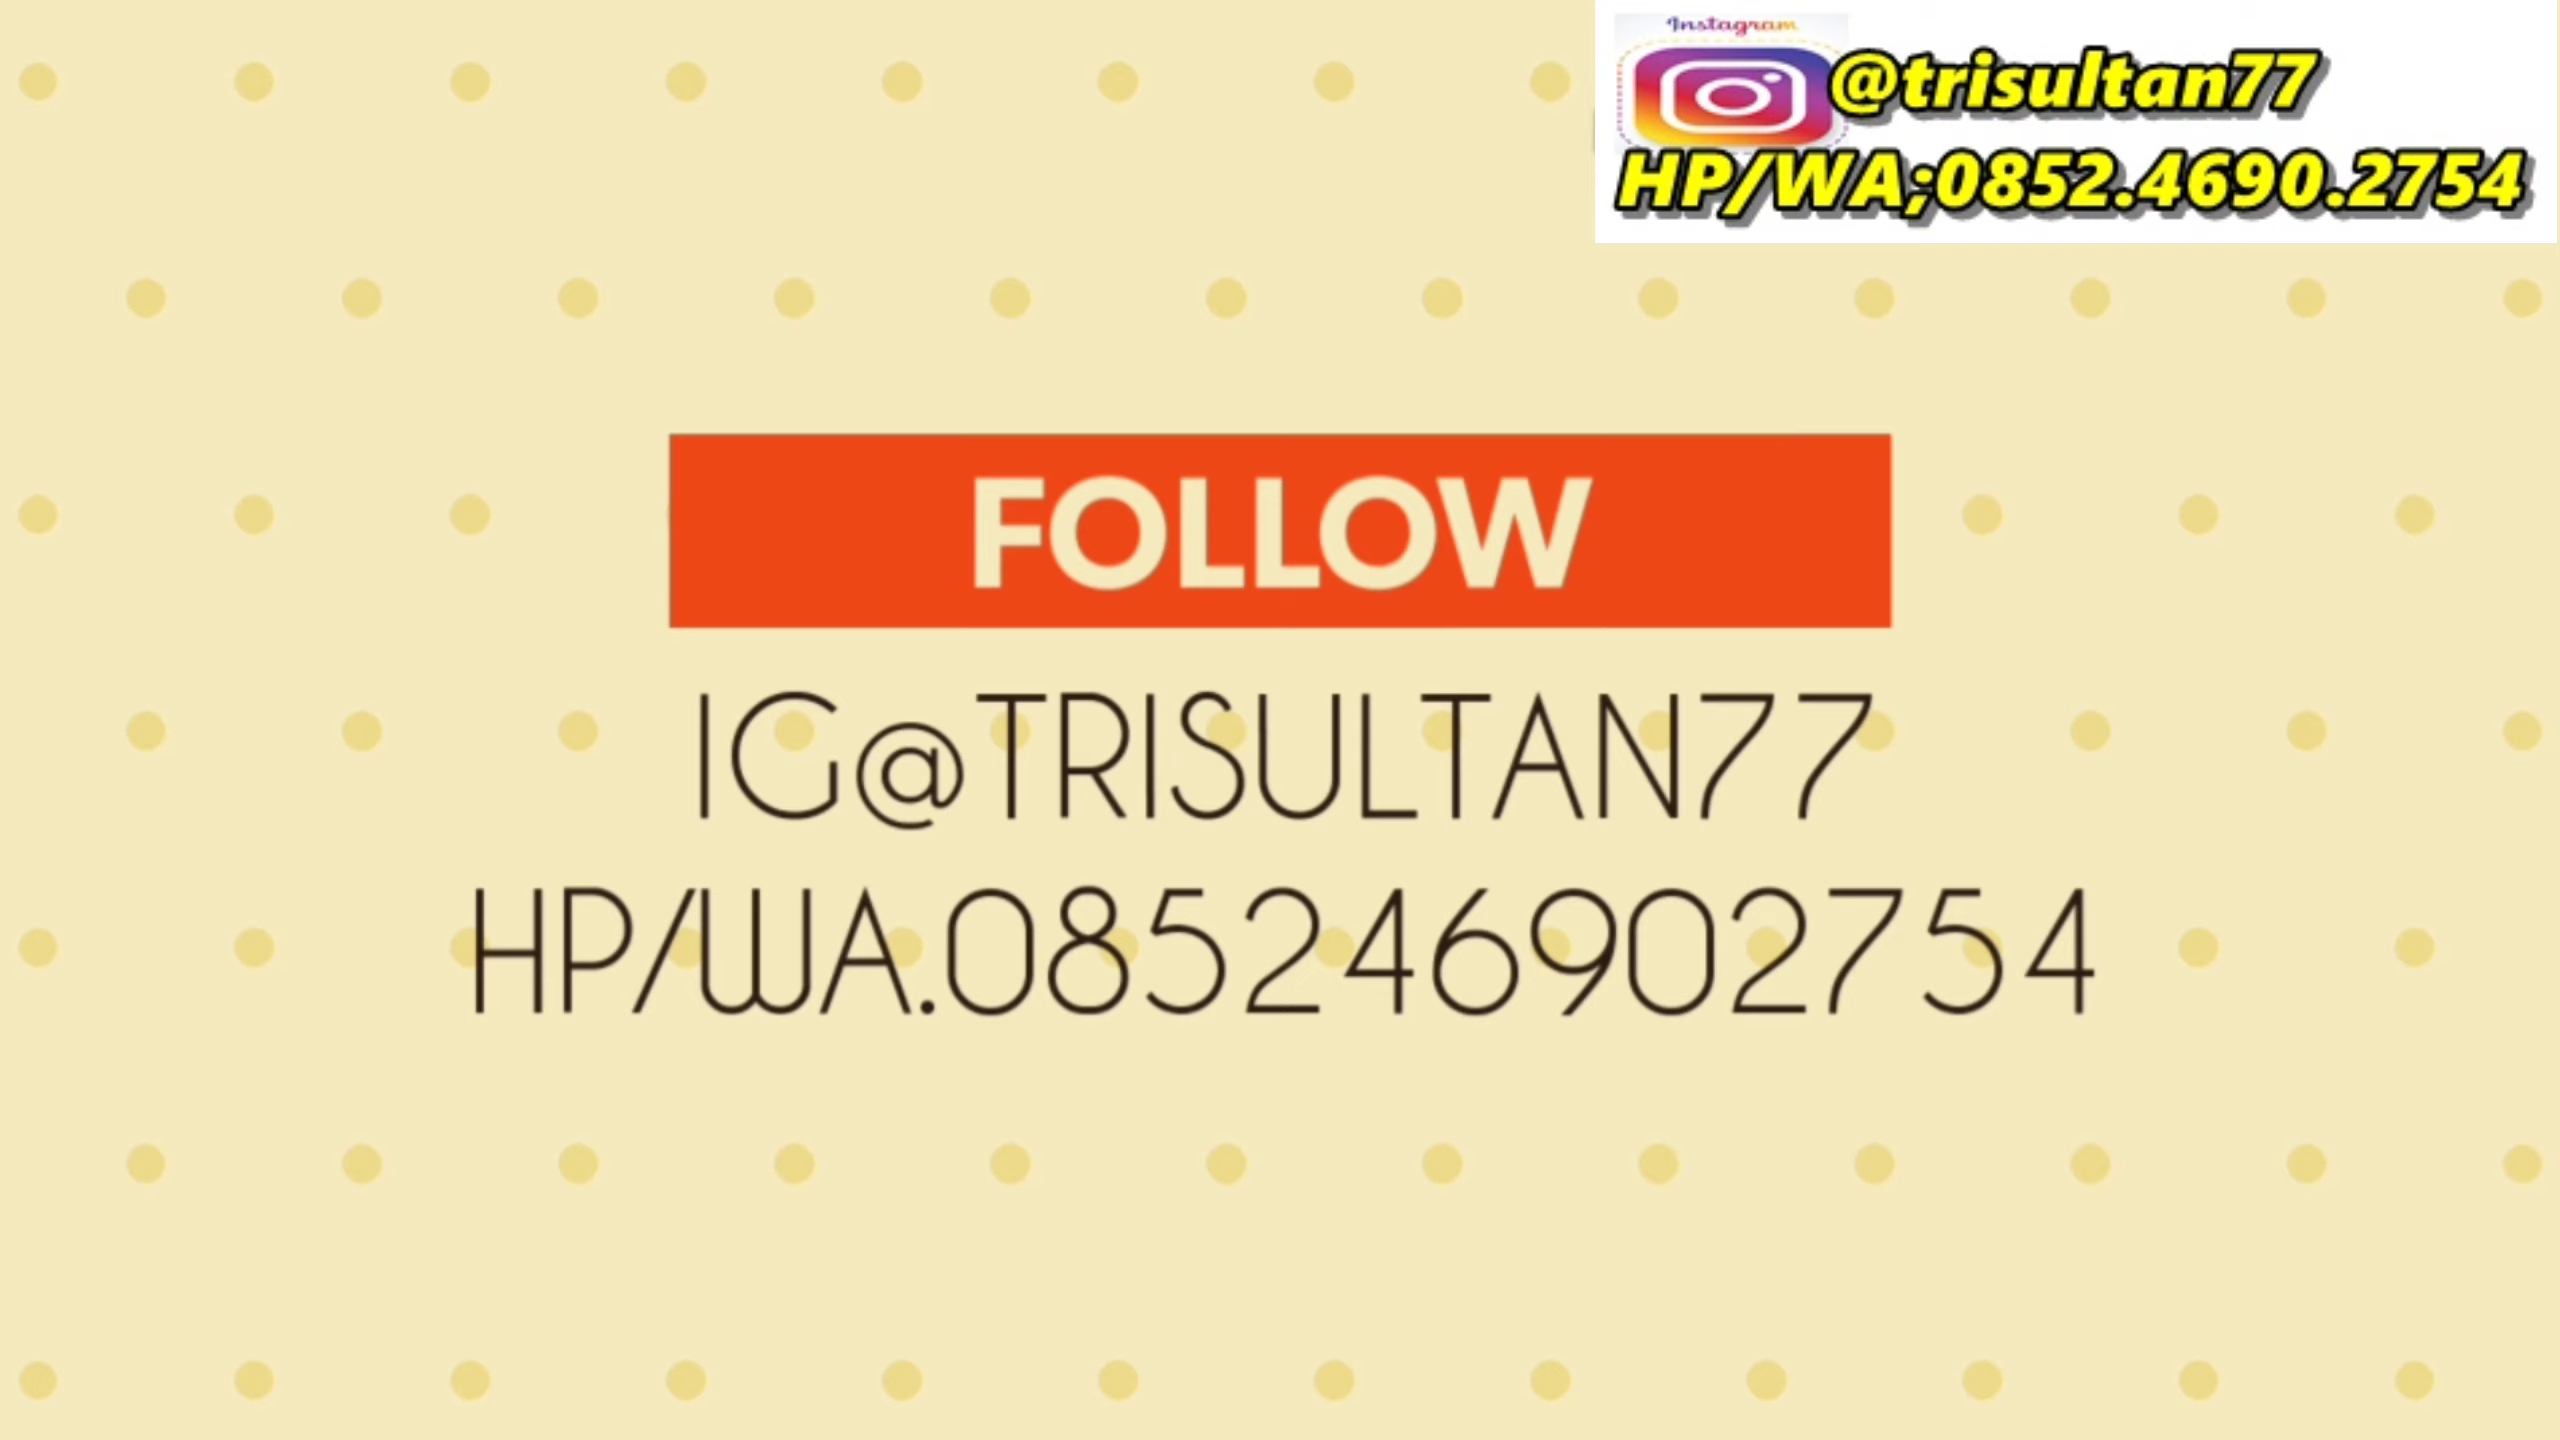 Instagram
@trisultan77
HP/WA;0852.4690.2754
FOLLOW
IG@TRISULTAN77
HP/WA.085246902754